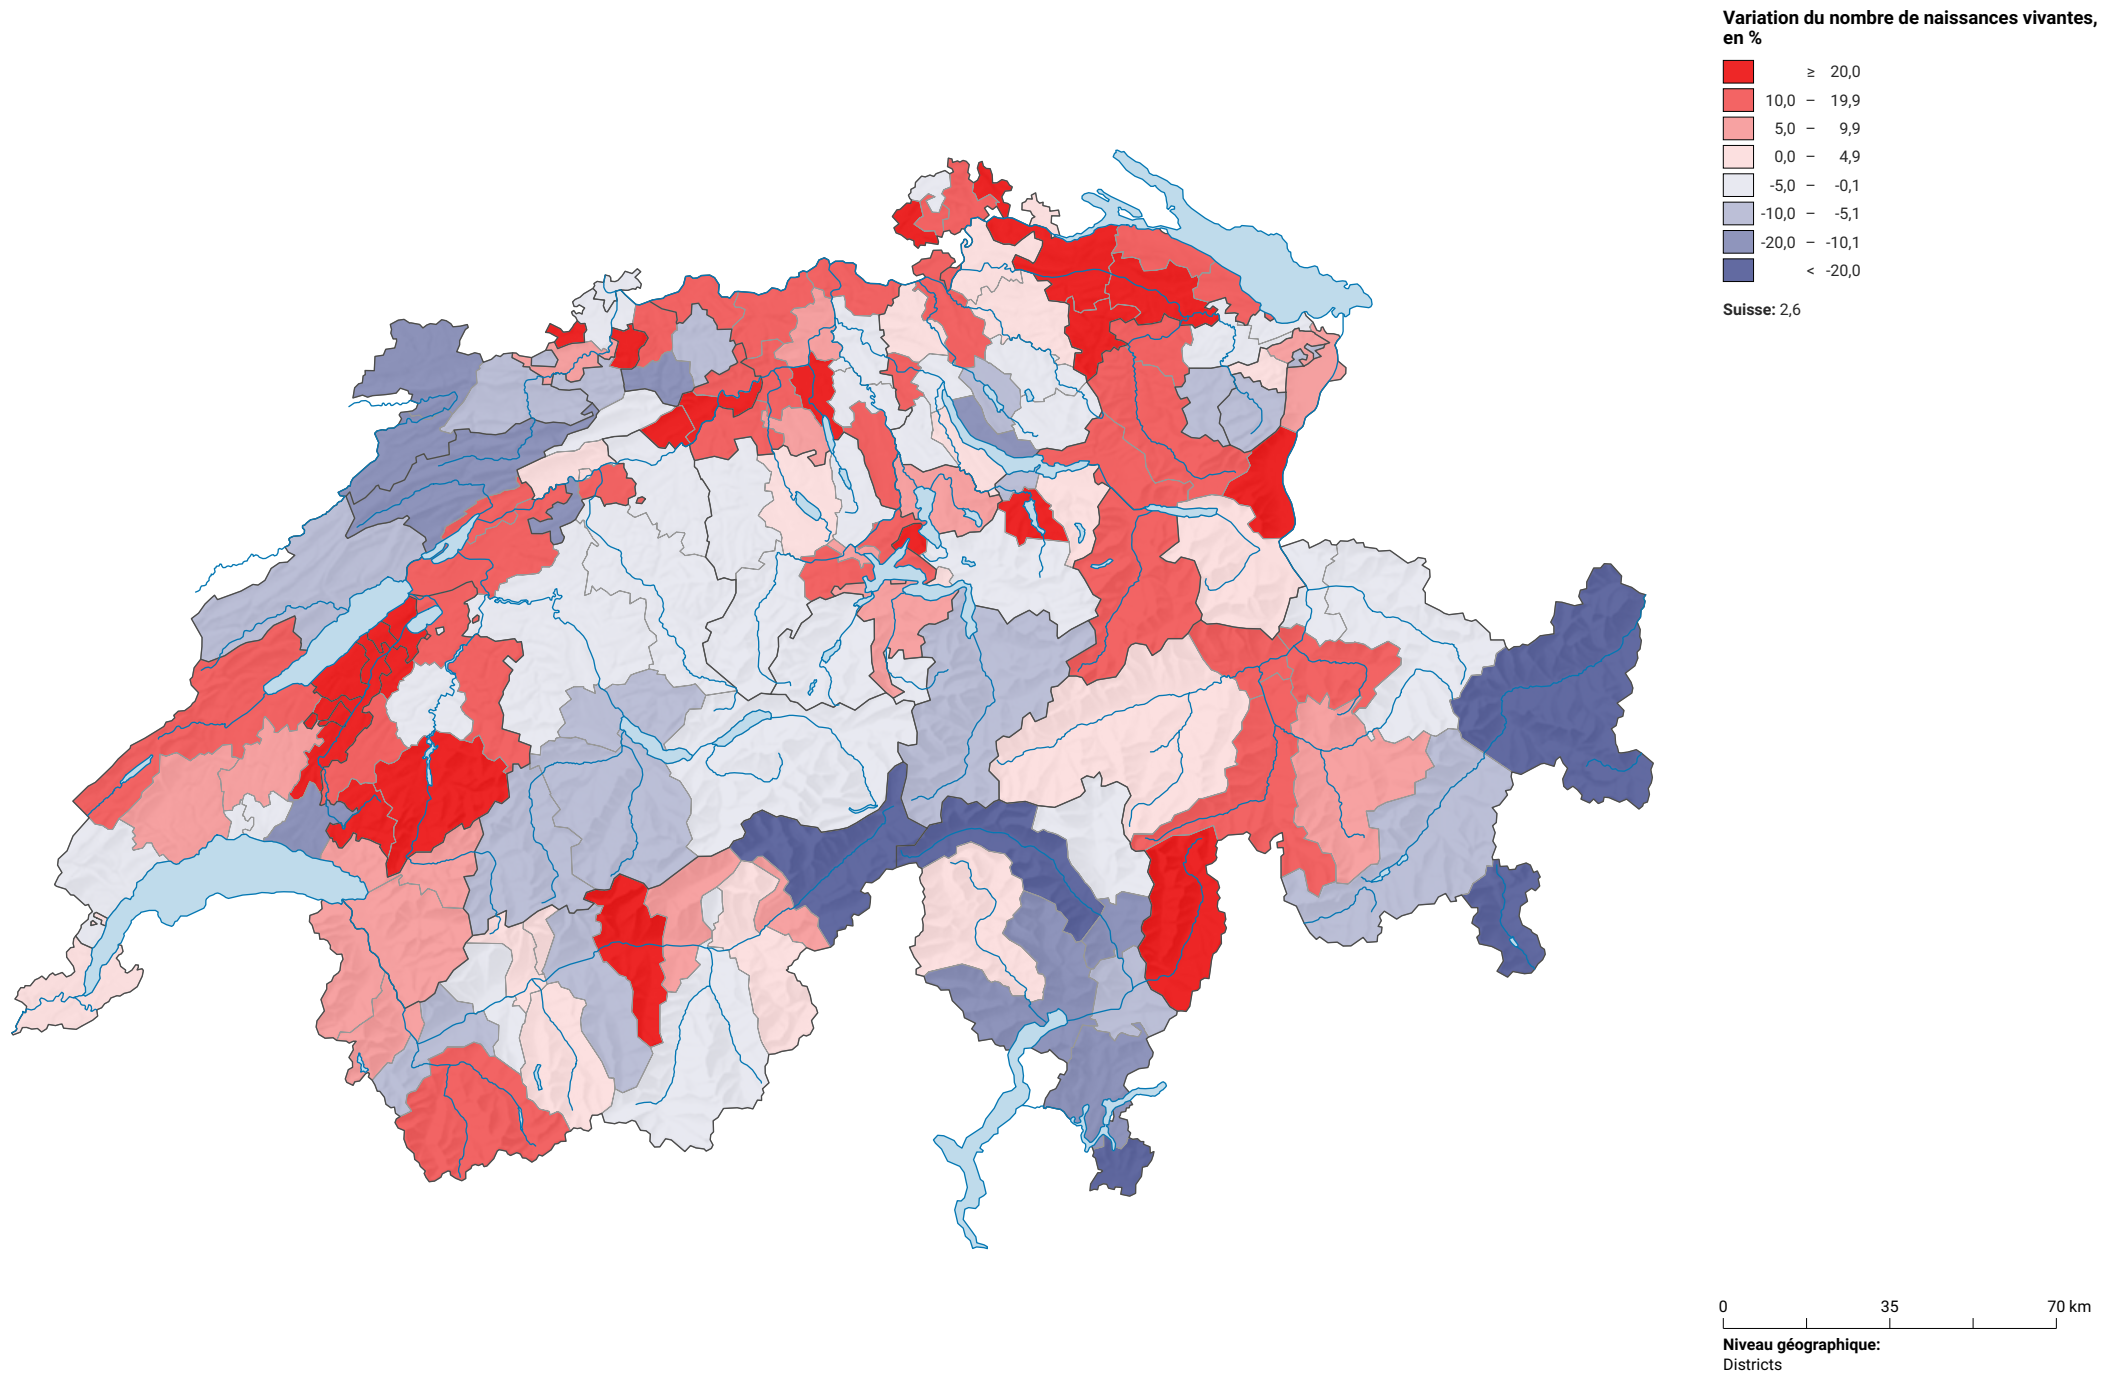 Variation du nombre de naissances vivantes,
en %
≥ 20,0
10,0 – 19,9
5,0 – 9,9
0,0 – 4,9
-5,0 – -0,1
-10,0 – -5,1
-20,0 – -10,1
< -20,0
Suisse: 2,6
0 35 70 km
Niveau géographique:
Districts